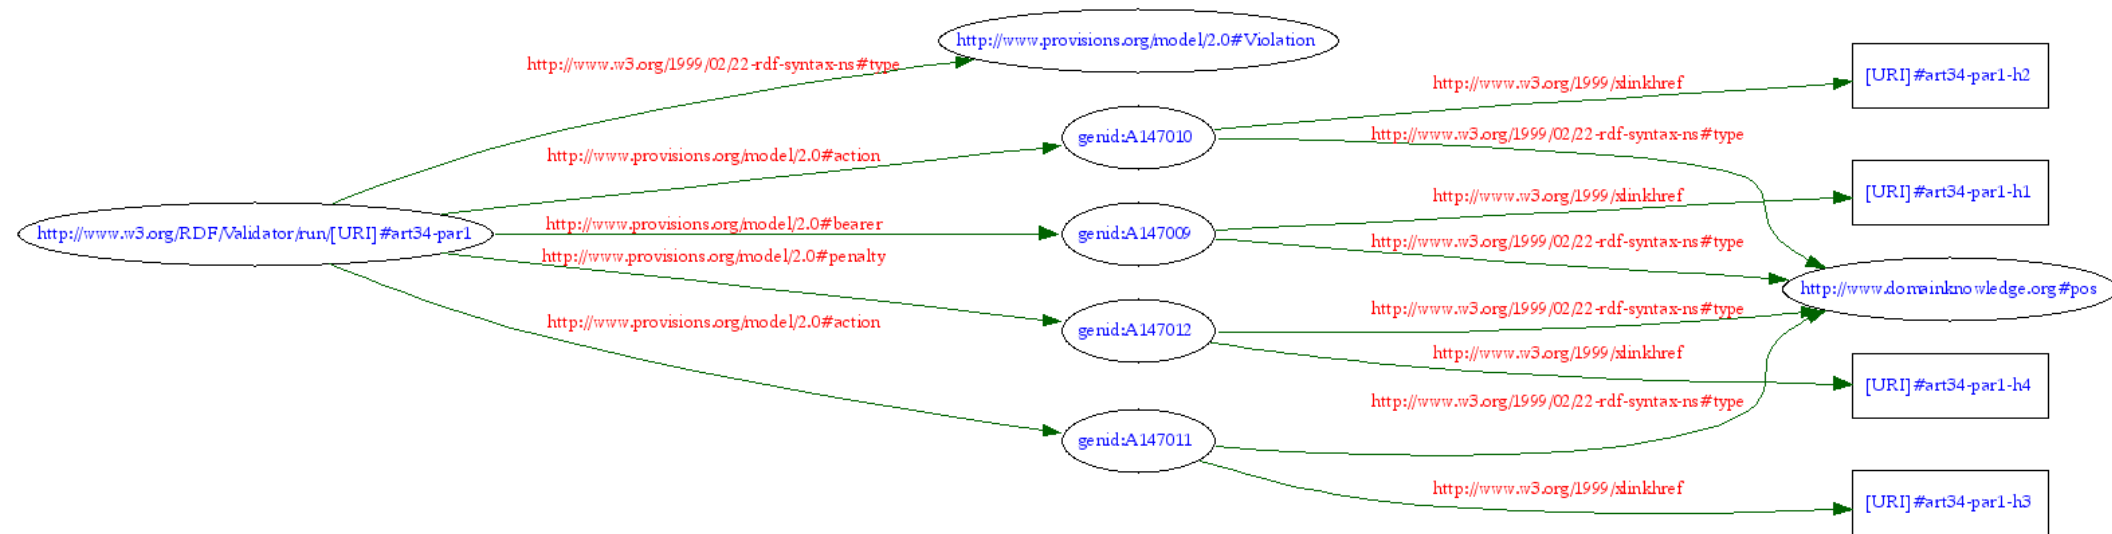 http://www.provisions.org/model/2.0#Violation
http://www.w3.org/1999/02/22-rdf-syntax-ns#type
[URI]#art34-par1-h2
http://www.w3.org/1999/xlinkhref
genid:A147010
http://www.w3.org/1999/02/22-rdf-syntax-ns#type
http://www.provisions.org/model/2.0#action
[URI]#art34-par1-h1
http://www.w3.org/1999/xlinkhref
http://www.provisions.org/model/2.0#bearer
http://www.w3.org/RDF/Validator/run/[URI]#art34-par1
genid:A147009
http://www.w3.org/1999/02/22-rdf-syntax-ns#type
http://www.provisions.org/model/2.0#penalty
http://www.domainknowledge.org#pos
http://www.w3.org/1999/02/22-rdf-syntax-ns#type
http://www.provisions.org/model/2.0#action
genid:A147012
http://www.w3.org/1999/xlinkhref
[URI]#art34-par1-h4
http://www.w3.org/1999/02/22-rdf-syntax-ns#type
genid:A147011
http://www.w3.org/1999/xlinkhref
[URI]#art34-par1-h3